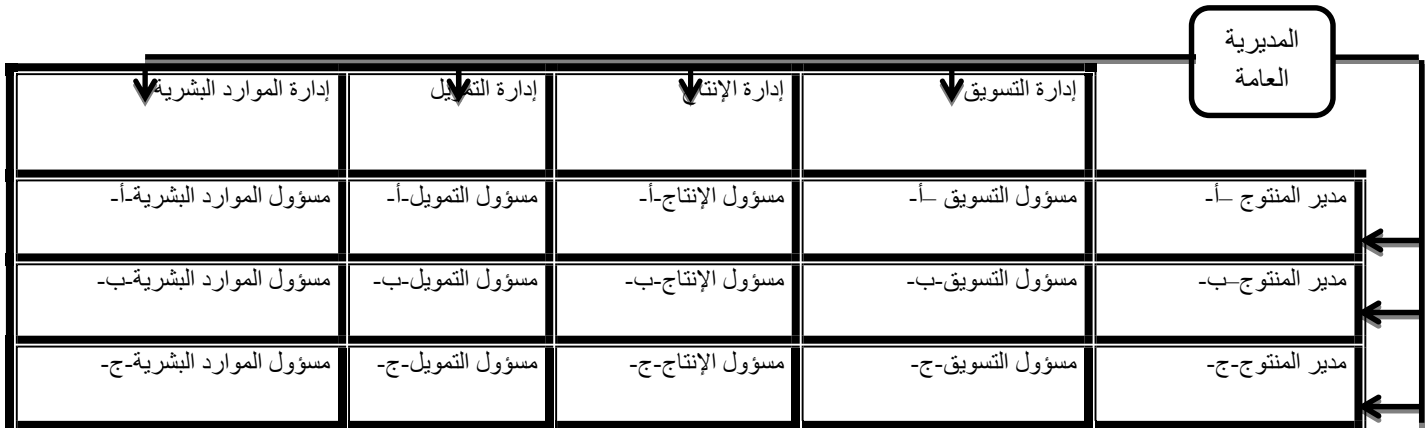 المديرية
العامة
إدارة التسويق
إدارة الإنتاج
إدارة التمويل
إدارة الموارد البشرية
مدير المنتوج –أ-
مسؤول التسويق –أ-
مسؤول الإنتاج-أ-
مسؤول التمويل-أ-
مسؤول الموارد البشرية-أ-
مدير المنتوج–ب-
مسؤول التسويق-ب-
مسؤول الإنتاج-ب-
مسؤول التمويل-ب-
مسؤول الموارد البشرية-ب-
مدير المنتوج-ج-
مسؤول التسويق-ج-
مسؤول الإنتاج-ج-
مسؤول التمويل-ج-
مسؤول الموارد البشرية-ج-